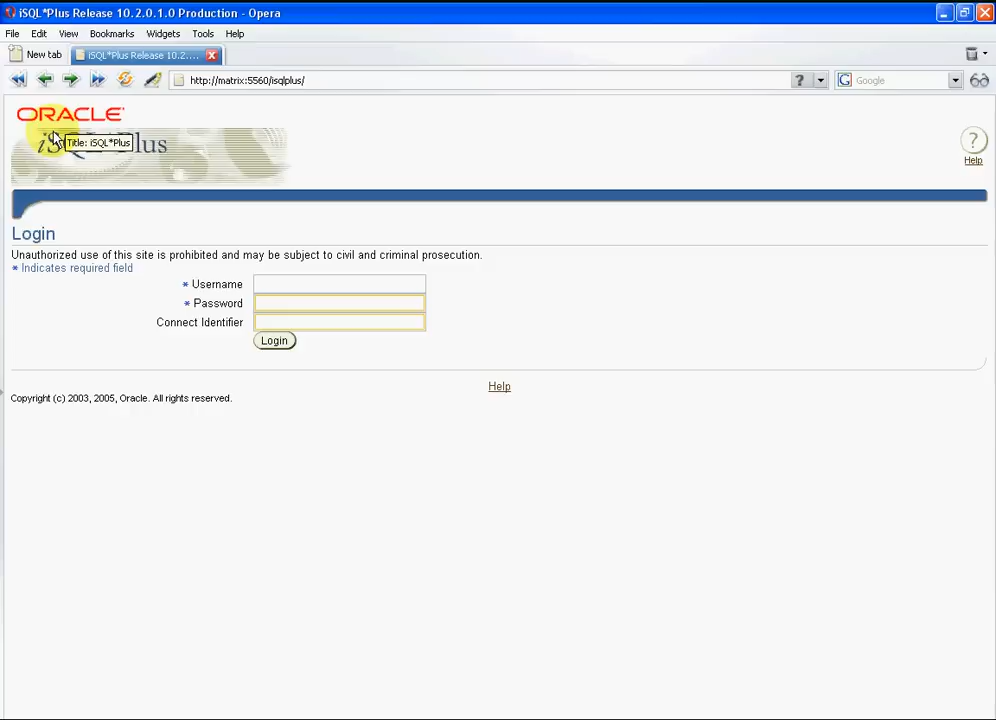 iSQL*Plus Release 10.2.0.1.0 Production - Opera
File Edit View Bookmarks Widgets Tools Help
New tab iSQL*Plus Release 10.2....
http://matrix:5560/isqlplus/ ? Google
ORACLE
iSQL*Plus
Title: iSQL*Plus
?
Help
Login
Unauthorized use of this site is prohibited and may be subject to civil and criminal prosecution.
* Indicates required field
* Username
* Password
Connect Identifier
Login
Help
Copyright (c) 2003, 2005, Oracle. All rights reserved.